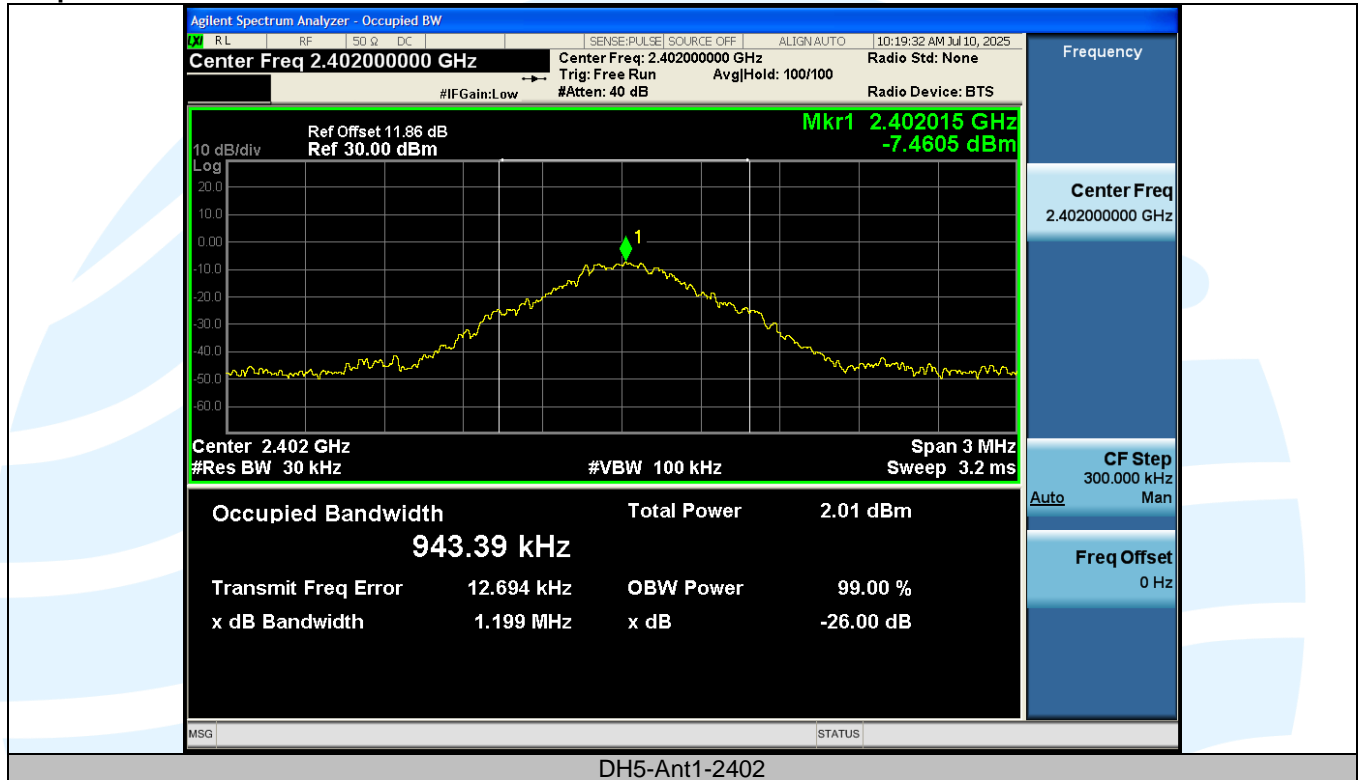 Agilent Spectrum Analyzer - Occupied BW
LXI RL RF 50 Ω DC SENSE:PULSE SOURCE OFF ALIGN AUTO 10:19:32 AM Jul 10, 2025
Center Freq 2.402000000 GHz Center Freq: 2.402000000 GHz Radio Std: None
Trig: Free Run Avg|Hold: 100/100
#IFGain:Low #Atten: 40 dB Radio Device: BTS
Frequency
Mkr1 2.402015 GHz
-7.4605 dBm
Ref Offset 11.86 dB
10 dB/div Ref 30.00 dBm
Log
20.0
10.0
0.00
-10.0
-20.0
-30.0
-40.0
-50.0
-60.0
1
Center 2.402 GHz Span 3 MHz
#Res BW 30 kHz #VBW 100 kHz Sweep 3.2 ms
Center Freq
2.402000000 GHz
CF Step
300.000 kHz
Auto Man
Freq Offset
0 Hz
Occupied Bandwidth Total Power 2.01 dBm
943.39 kHz
Transmit Freq Error 12.694 kHz OBW Power 99.00 %
x dB Bandwidth 1.199 MHz x dB -26.00 dB
MSG STATUS
DH5-Ant1-2402